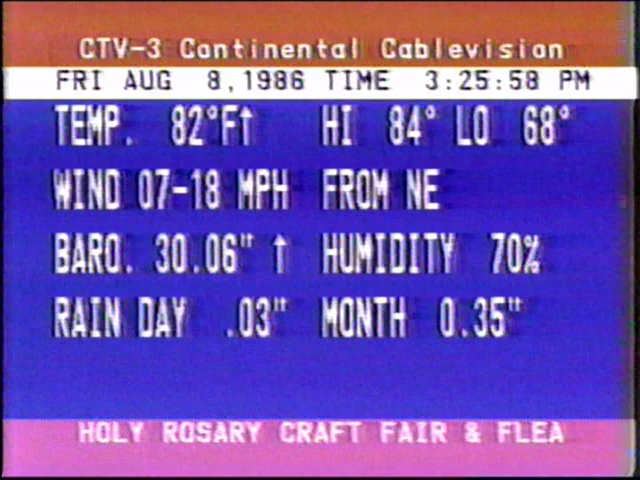 CTV-3 Continental Cablevision
FRI AUG 8,1986 TIME 3:25:58 PM
TEMP. 82°F↑ HI 84° LO 68°
WIND 07-18 MPH FROM NE
BARO. 30.06" ↑ HUMIDITY 70%
RAIN DAY .03" MONTH 0.35"
HOLY ROSARY CRAFT FAIR & FLEA